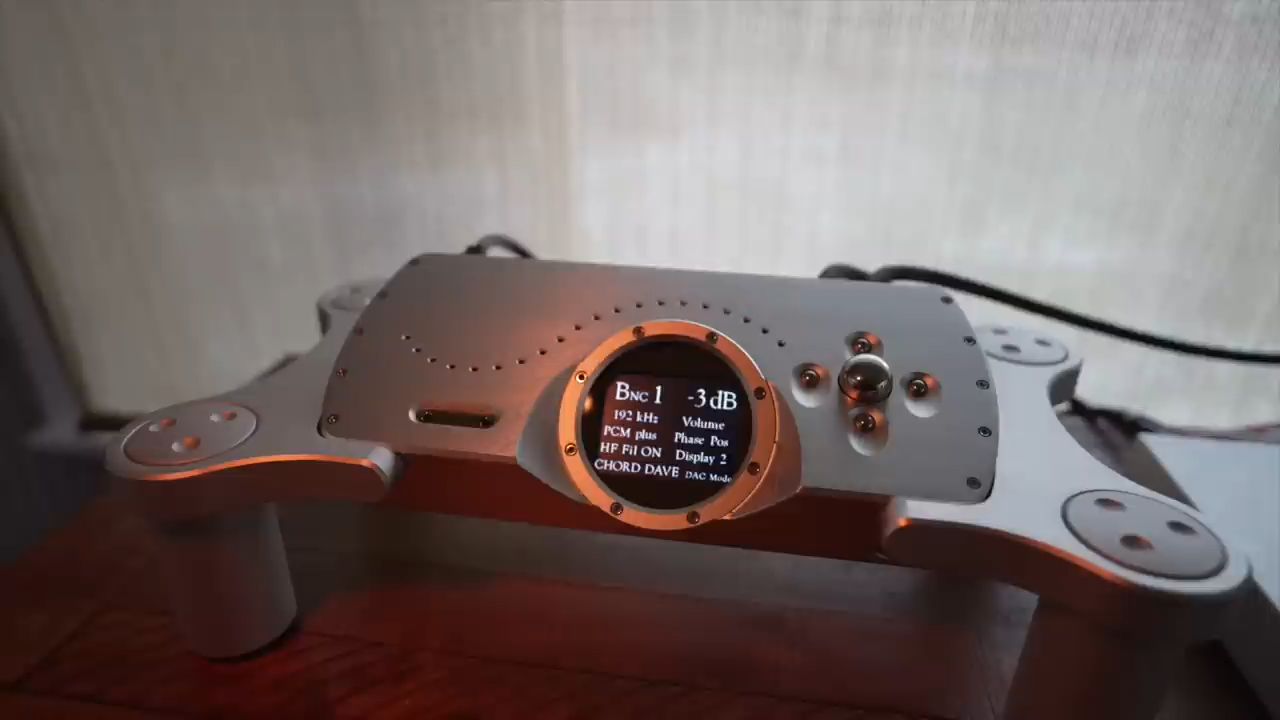 BNC 1 -3 dB
192 kHz Volume
PCM plus Phase Pos
HF Fil ON Display 2
CHORD DAVE DAC Mode